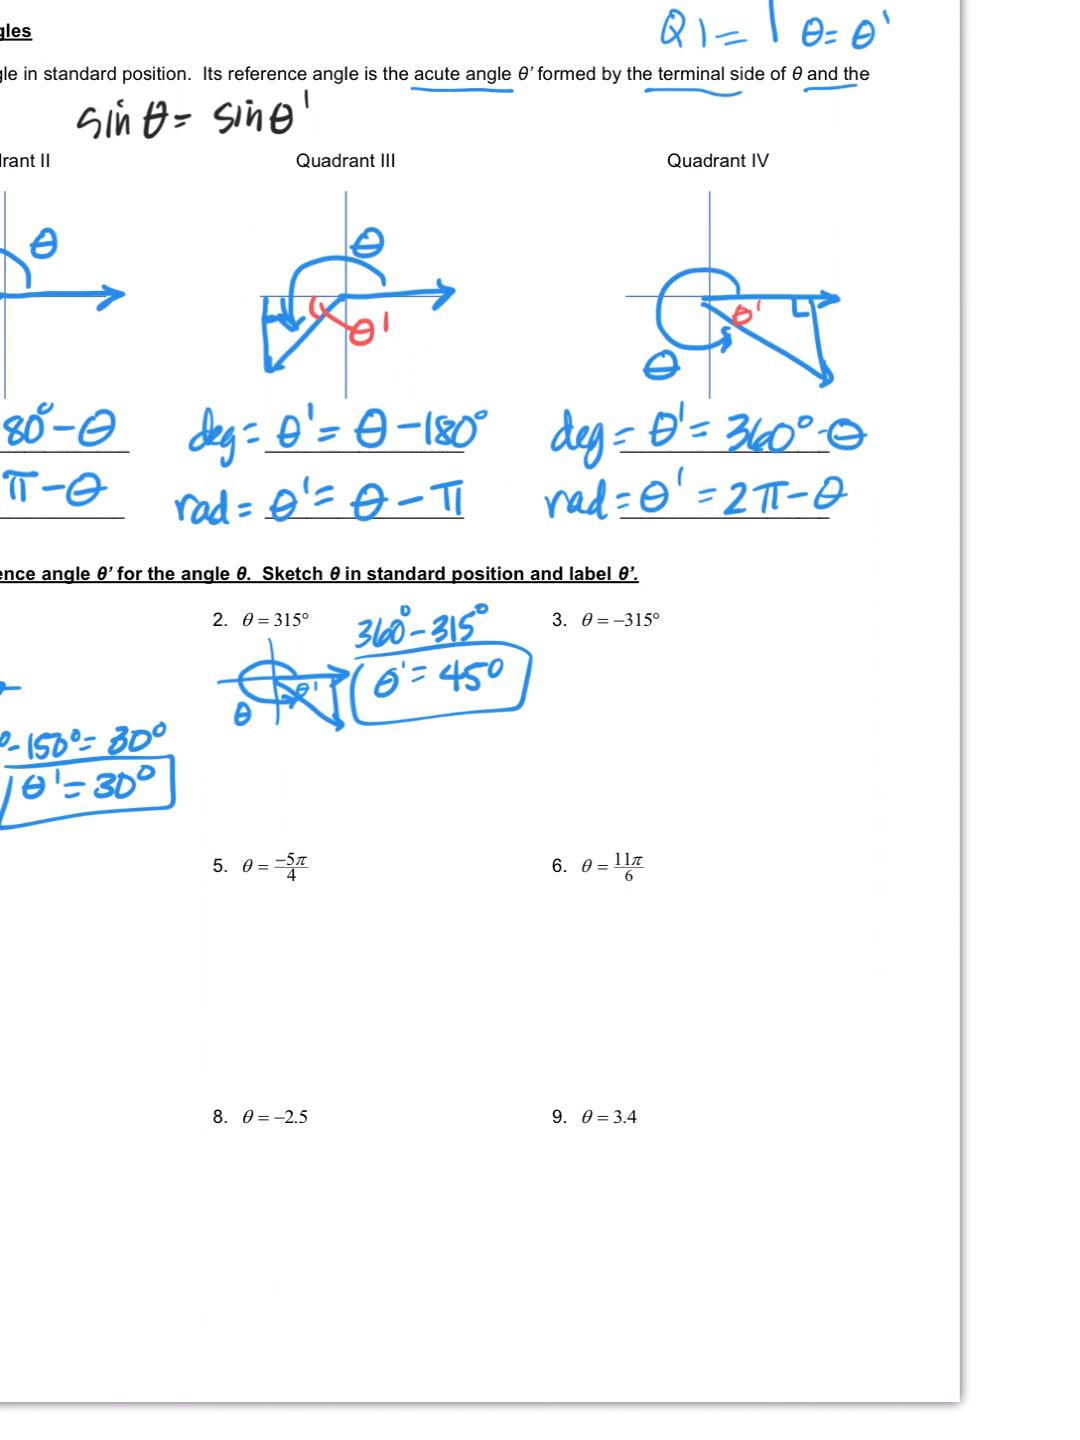 gles
Q1 = | θ = θ'
gle in standard position. Its reference angle is the acute angle θ' formed by the terminal side of θ and the
sin θ = sin θ'
rant II
Quadrant III
Quadrant IV
θ
θ
θ'
θ'
θ
80° - θ
deg = θ' = θ - 180°
deg = θ' = 360° - θ
π - θ
rad = θ' = θ - π
rad = θ' = 2π - θ
ence angle θ' for the angle θ. Sketch θ in standard position and label θ'.
2. θ = 315°
360° - 315°
θ' = 45°
θ'
θ
3. θ = −315°
° - 150° = 30°
θ' = 30°
5. θ = −5π/4
6. θ = 11π/6
8. θ = −2.5
9. θ = 3.4